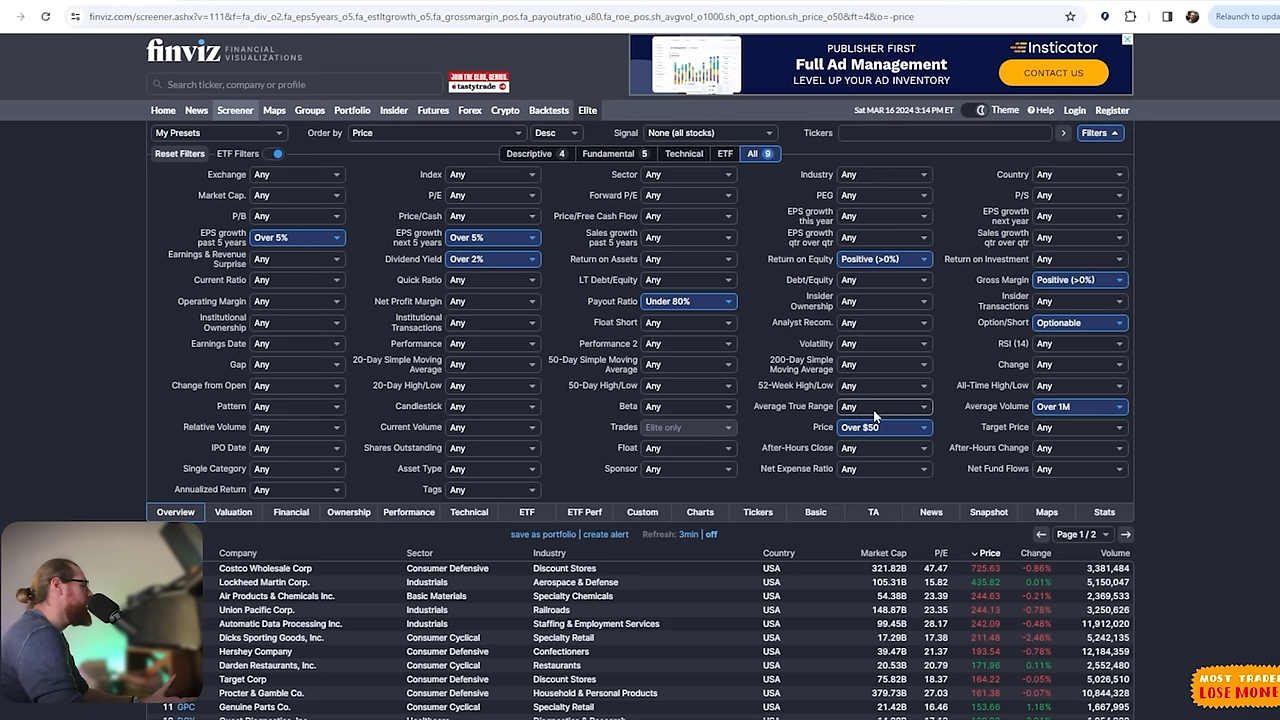 finviz.com/screener.ashx?v=111&f=fa_div_o2,fa_eps5years_o5,fa_estltgrowth_o5,fa_grossmargin_pos,fa_payoutratio_u80,fa_roe_pos,sh_avgvol_o1000,sh_opt_option,sh_price_o50&ft=4&o=-price
Relaunch to upda
finviz FINANCIAL VISUALIZATIONS
PUBLISHER FIRST
Full Ad Management
LEVEL UP YOUR AD INVENTORY
Insticator
CONTACT US
Search ticker, company or profile
JOIN THE BLOG, GENIUS.
tastytrade
Home News Screener Maps Groups Portfolio Insider Futures Forex Crypto Backtests Elite
Sat MAR 16 2024 3:14 PM ET Theme Help Login Register
My Presets Order by Price Desc Signal None (all stocks) Tickers Filters
Reset Filters ETF Filters Descriptive 4 Fundamental 5 Technical ETF All 9
Exchange Any Index Any Sector Any Industry Any Country Any
Market Cap. Any P/E Any Forward P/E Any PEG Any P/S Any
P/B Any Price/Cash Any Price/Free Cash Flow Any EPS growth this year Any EPS growth next year Any
EPS growth past 5 years Over 5% EPS growth next 5 years Over 5% Sales growth past 5 years Any EPS growth qtr over qtr Any Sales growth qtr over qtr Any
Earnings & Revenue Surprise Any Dividend Yield Over 2% Return on Assets Any Return on Equity Positive (>0%) Return on Investment Any
Current Ratio Any Quick Ratio Any LT Debt/Equity Any Debt/Equity Any Gross Margin Positive (>0%)
Operating Margin Any Net Profit Margin Any Payout Ratio Under 80% Insider Ownership Any Insider Transactions Any
Institutional Ownership Any Institutional Transactions Any Float Short Any Analyst Recom. Any Option/Short Optionable
Earnings Date Any Performance Any Performance 2 Any Volatility Any RSI (14) Any
Gap Any 20-Day Simple Moving Average Any 50-Day Simple Moving Average Any 200-Day Simple Moving Average Any Change Any
Change from Open Any 20-Day High/Low Any 50-Day High/Low Any 52-Week High/Low Any All-Time High/Low Any
Pattern Any Candlestick Any Beta Any Average True Range Any Average Volume Over 1M
Relative Volume Any Current Volume Any Trades Elite only Price Over $50 Target Price Any
IPO Date Any Shares Outstanding Any Float Any After-Hours Close Any After-Hours Change Any
Single Category Any Asset Type Any Sponsor Any Net Expense Ratio Any Net Fund Flows Any
Annualized Return Any Tags Any
Overview Valuation Financial Ownership Performance Technical ETF ETF Perf Custom Charts Tickers Basic TA News Snapshot Maps Stats
save as portfolio | create alert Refresh: 3min | off Page 1 / 2
Company Sector Industry Country Market Cap P/E Price Change Volume
Costco Wholesale Corp Consumer Defensive Discount Stores USA 321.82B 47.47 725.63 -0.86% 3,381,484
Lockheed Martin Corp. Industrials Aerospace & Defense USA 105.31B 15.82 435.82 0.01% 5,150,047
Air Products & Chemicals Inc. Basic Materials Specialty Chemicals USA 54.38B 23.39 244.63 -0.21% 2,369,533
Union Pacific Corp. Industrials Railroads USA 148.87B 23.35 244.13 -0.78% 3,250,626
Automatic Data Processing Inc. Industrials Staffing & Employment Services USA 99.45B 28.17 242.09 -0.48% 11,912,020
Dicks Sporting Goods, Inc. Consumer Cyclical Specialty Retail USA 17.29B 17.38 211.48 -2.46% 5,242,135
Hershey Company Consumer Defensive Confectioners USA 39.47B 21.37 193.54 -0.78% 12,184,359
Darden Restaurants, Inc. Consumer Cyclical Restaurants USA 20.53B 20.79 171.96 0.11% 2,552,480
Target Corp Consumer Defensive Discount Stores USA 75.82B 18.37 164.22 -0.05% 5,026,510
Procter & Gamble Co. Consumer Defensive Household & Personal Products USA 379.73B 27.03 161.38 -0.07% 10,844,328
11 GPC Genuine Parts Co. Consumer Cyclical Specialty Retail USA 21.42B 16.46 153.66 1.18% 1,667,995
MOST TRADE
LOSE MONE